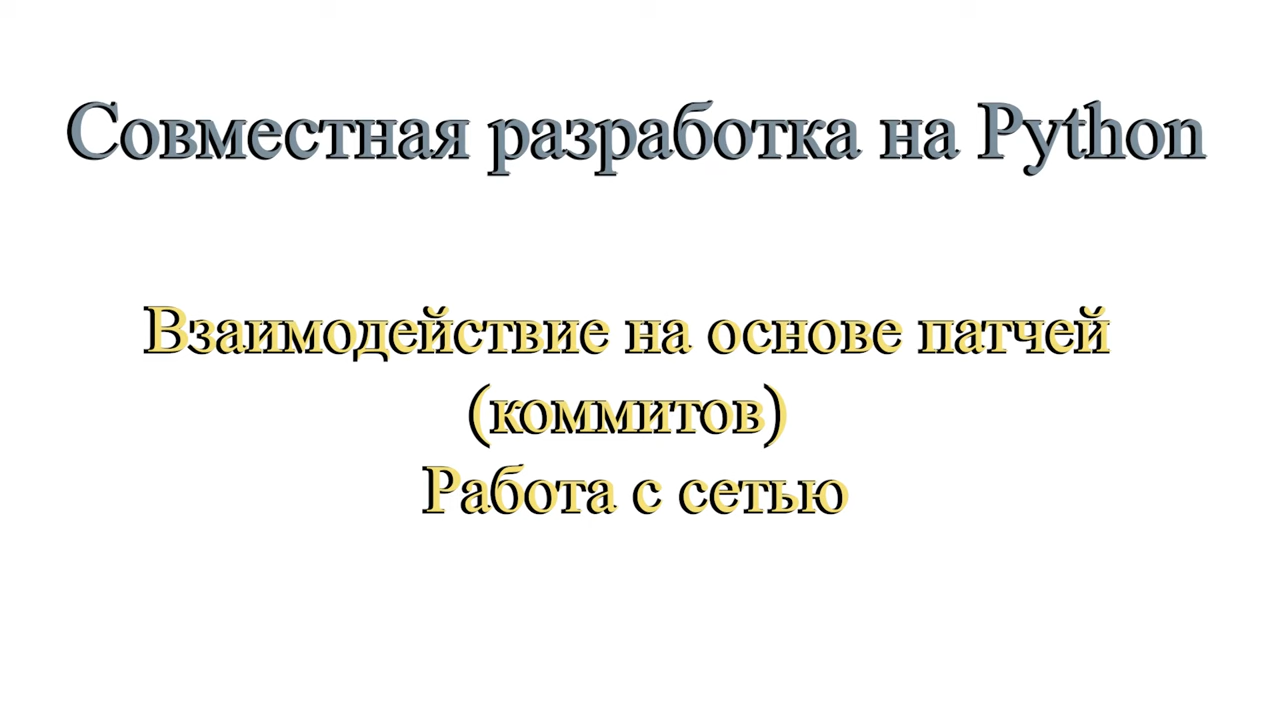 Совместная разработка на Python
Взаимодействие на основе патчей
(коммитов)
Работа с сетью